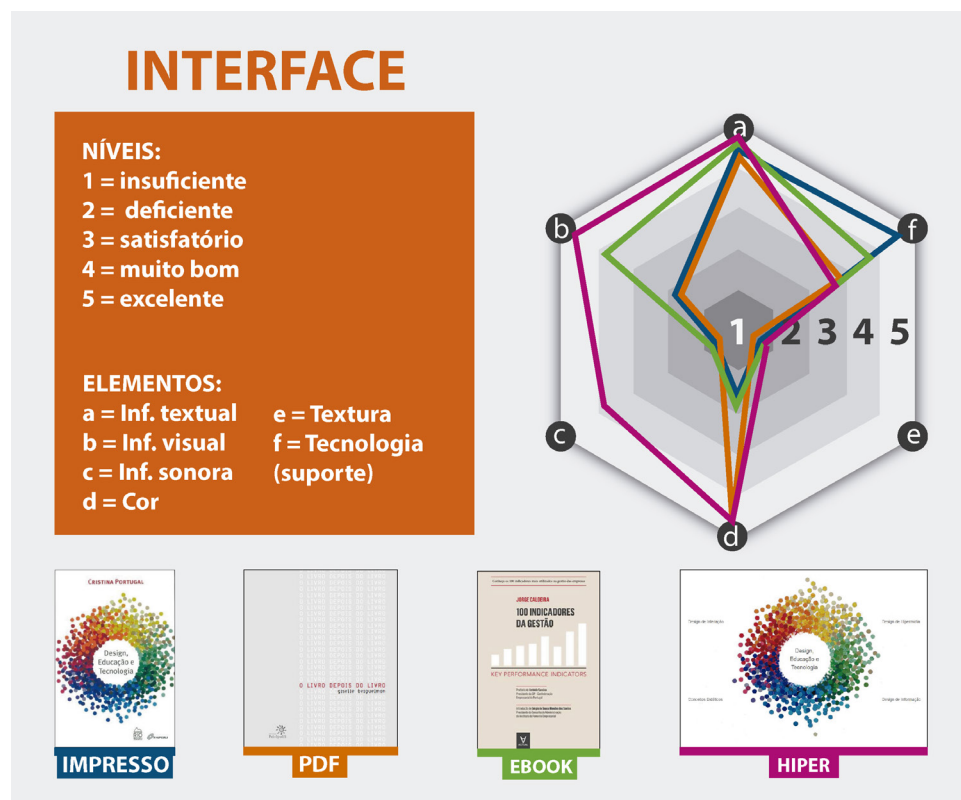 INTERFACE
NÍVEIS:
1 = insuficiente
2 = deficiente
3 = satisfatório
4 = muito bom
5 = excelente
ELEMENTOS:
a = Inf. textual
b = Inf. visual
c = Inf. sonora
d = Cor
e = Textura
f = Tecnologia
(suporte)
a
b
f
1 2 3 4 5
c
e
d
CRISTINA PORTUGAL
Design,
Educação e
Tecnologia
IMPRESSO
O LIVRO DEPOIS DO LIVRO
giselle beiguelman
PDF
JORGE CALDEIRA
100 INDICADORES
DA GESTÃO
KEY PERFORMANCE INDICATORS
EBOOK
Design,
Educação e
Tecnologia
HIPER